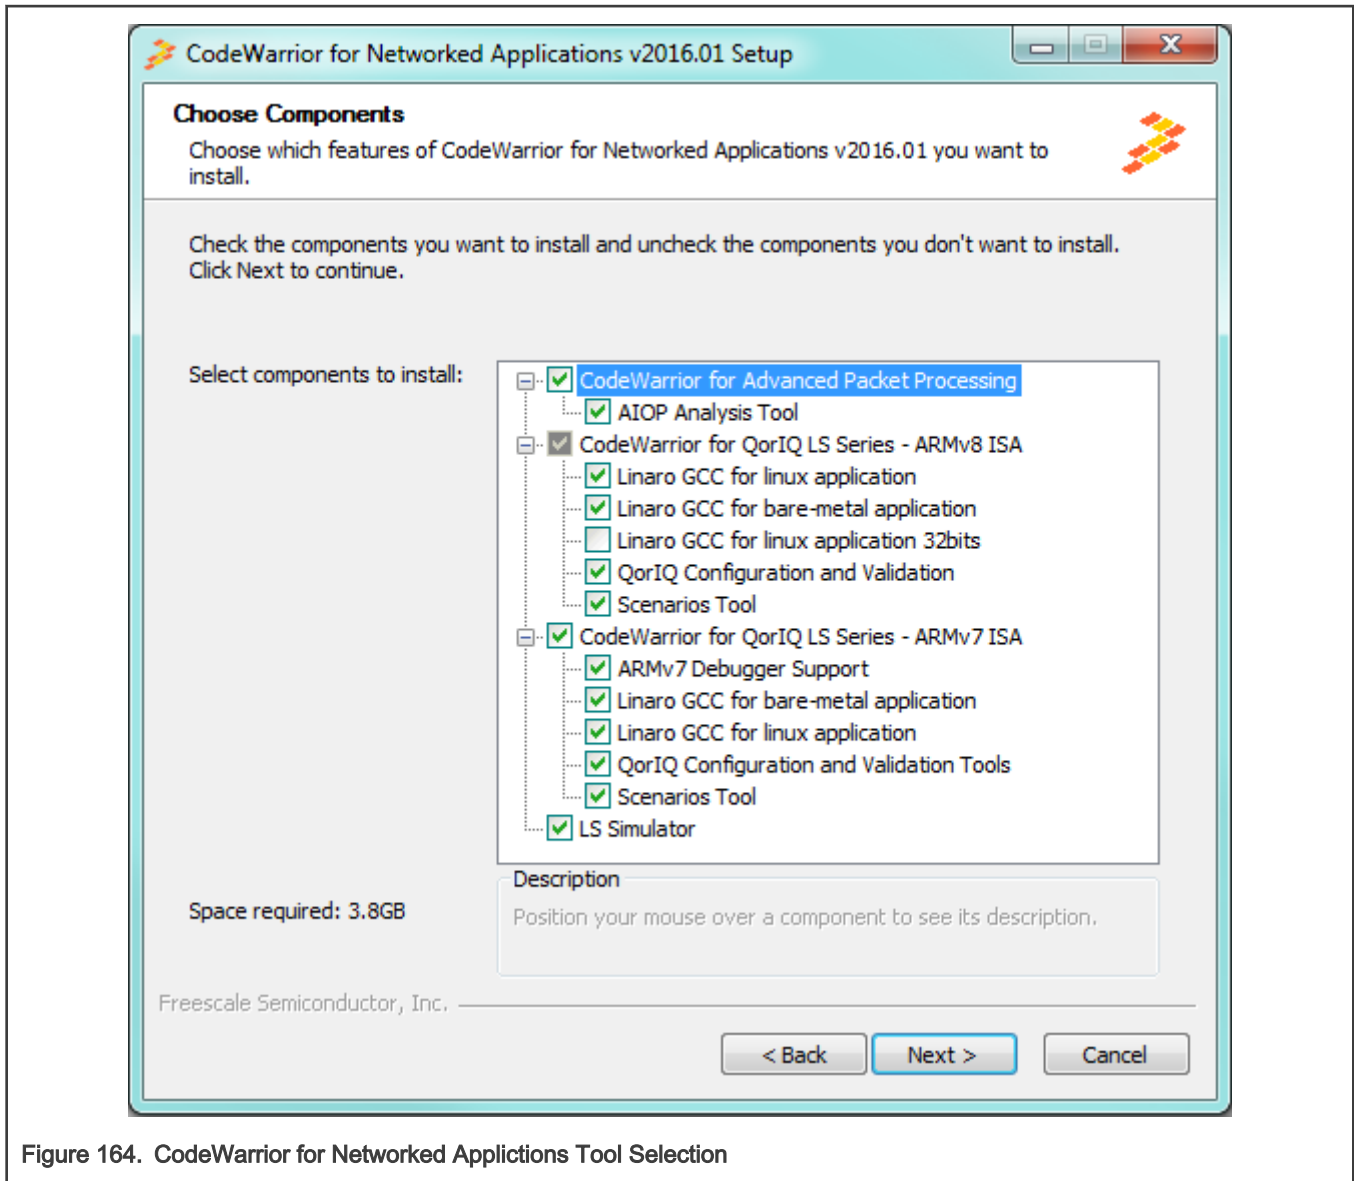 CodeWarrior for Networked Applications v2016.01 Setup
Choose Components
Choose which features of CodeWarrior for Networked Applications v2016.01 you want to
install.
Check the components you want to install and uncheck the components you don't want to install.
Click Next to continue.
Select components to install:
CodeWarrior for Advanced Packet Processing
AIOP Analysis Tool
CodeWarrior for QorIQ LS Series - ARMv8 ISA
Linaro GCC for linux application
Linaro GCC for bare-metal application
Linaro GCC for linux application 32bits
QorIQ Configuration and Validation
Scenarios Tool
CodeWarrior for QorIQ LS Series - ARMv7 ISA
ARMv7 Debugger Support
Linaro GCC for bare-metal application
Linaro GCC for linux application
QorIQ Configuration and Validation Tools
Scenarios Tool
LS Simulator
Space required: 3.8GB
Description
Position your mouse over a component to see its description.
Freescale Semiconductor, Inc.
< Back
Next >
Cancel
Figure 164. CodeWarrior for Networked Applictions Tool Selection